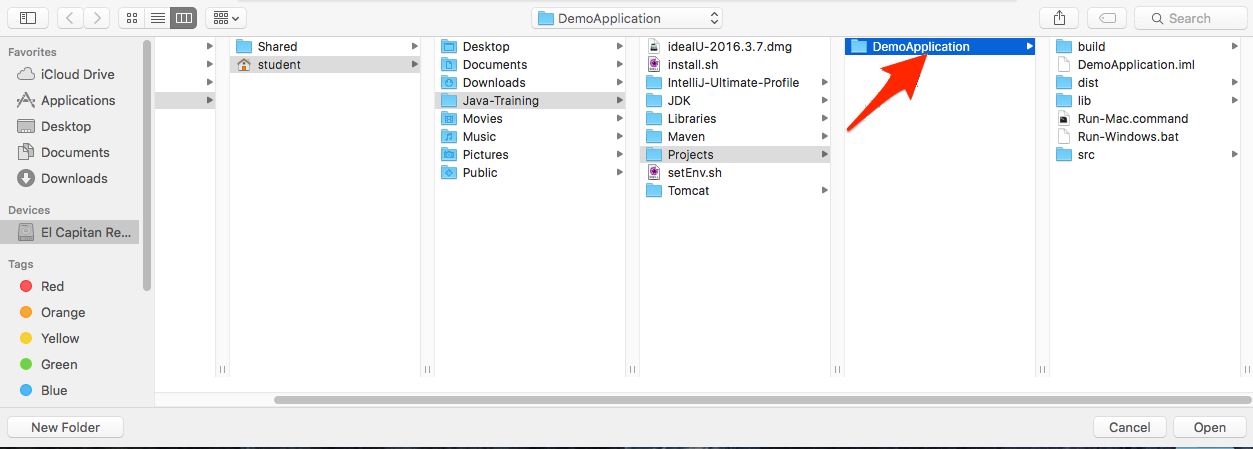 DemoApplication
Search
Favorites
iCloud Drive
Applications
Desktop
Documents
Downloads
Devices
El Capitan Re...
Tags
Red
Orange
Yellow
Green
Blue
Shared
student
Desktop
Documents
Downloads
Java-Training
Movies
Music
Pictures
Public
ideaIU-2016.3.7.dmg
install.sh
IntelliJ-Ultimate-Profile
JDK
Libraries
Maven
Projects
setEnv.sh
Tomcat
DemoApplication
build
DemoApplication.iml
dist
lib
Run-Mac.command
Run-Windows.bat
src
New Folder
Cancel
Open